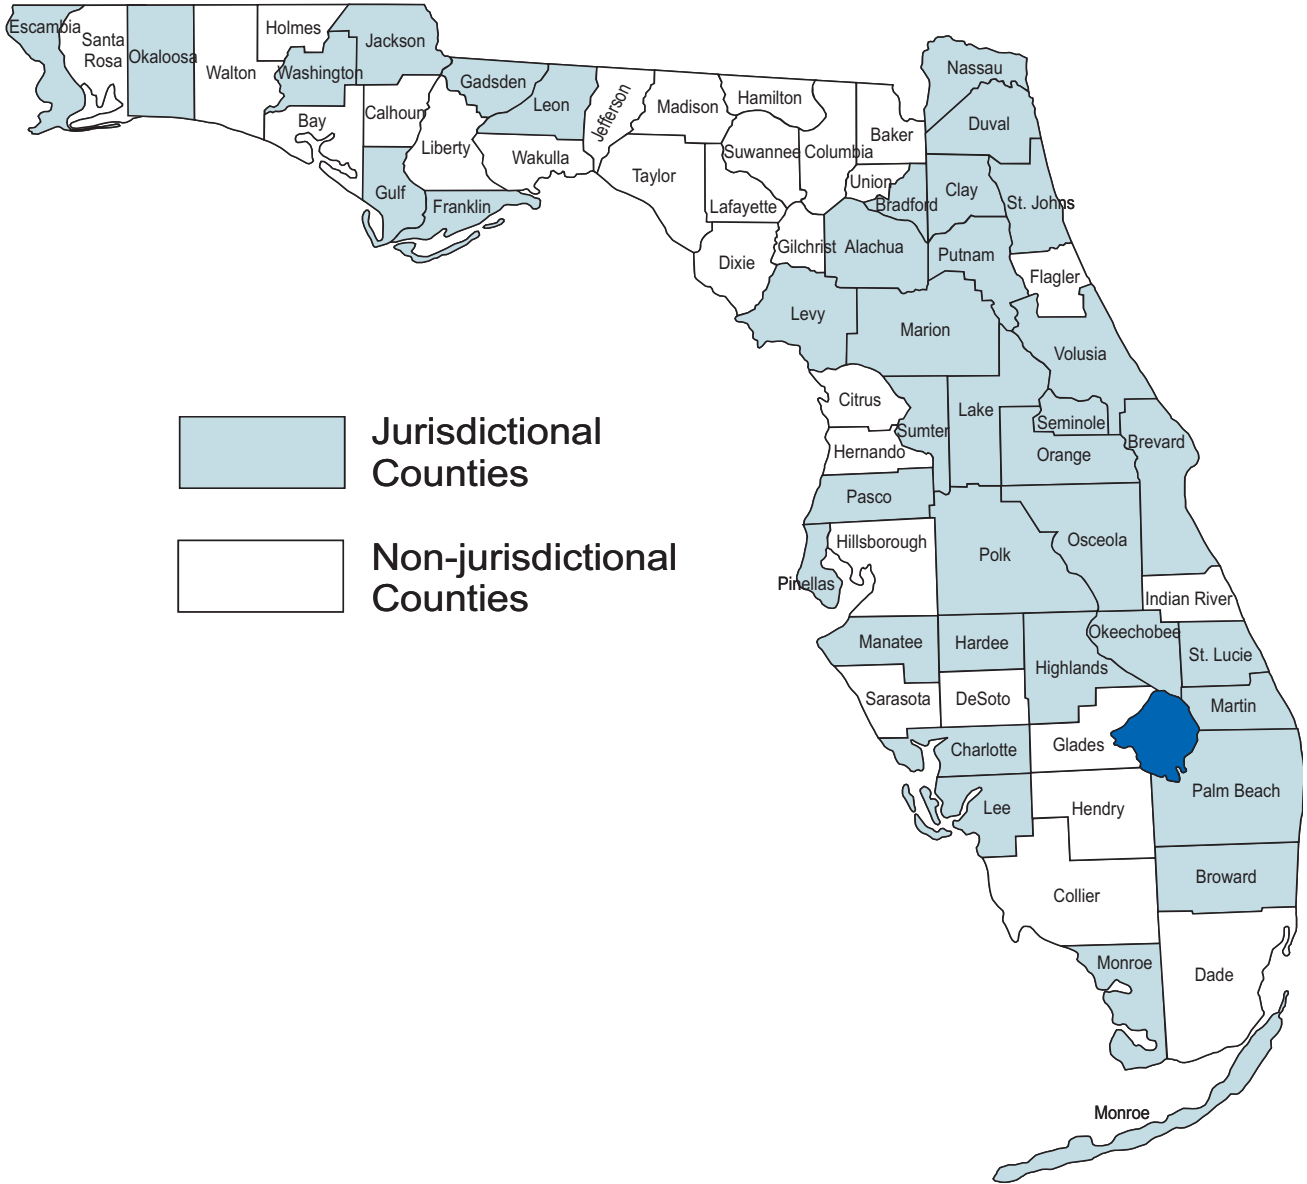 Escambia
Santa
Rosa
Okaloosa
Walton
Holmes
Washington
Jackson
Bay
Calhoun
Gulf
Liberty
Gadsden
Leon
Wakulla
Franklin
Jefferson
Madison
Taylor
Hamilton
Suwannee
Lafayette
Dixie
Columbia
Gilchrist
Baker
Union
Bradford
Alachua
Levy
Nassau
Duval
Clay
St. Johns
Putnam
Flagler
Marion
Volusia
Citrus
Sumter
Lake
Hernando
Seminole
Orange
Brevard
Jurisdictional
Counties
Non-jurisdictional
Counties
Pasco
Hillsborough
Pinellas
Polk
Osceola
Indian River
Manatee
Hardee
Highlands
Okeechobee
St. Lucie
Sarasota
DeSoto
Martin
Charlotte
Glades
Lee
Hendry
Palm Beach
Collier
Broward
Monroe
Dade
Monroe